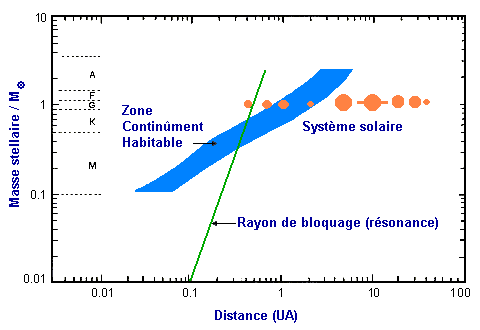 Masse stellaire / M⊙
10
1
0.1
0.01
A
F
G
K
M
Zone
Continûment
Habitable
Système solaire
Rayon de bloquage (résonance)
0.01
0.1
1
10
100
Distance (UA)